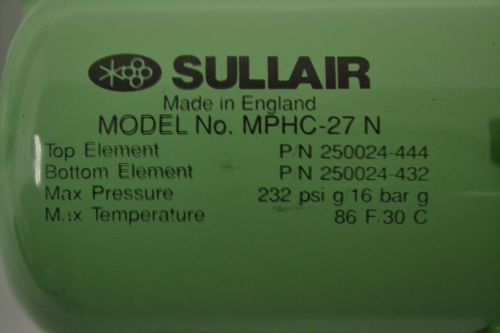 SULLAIR
Made in England
MODEL No. MPHC-27 N
Top Element P/N 250024-444
Bottom Element P/N 250024-432
Max Pressure 232 psi g/16 bar g
Max Temperature 86 F/30 C